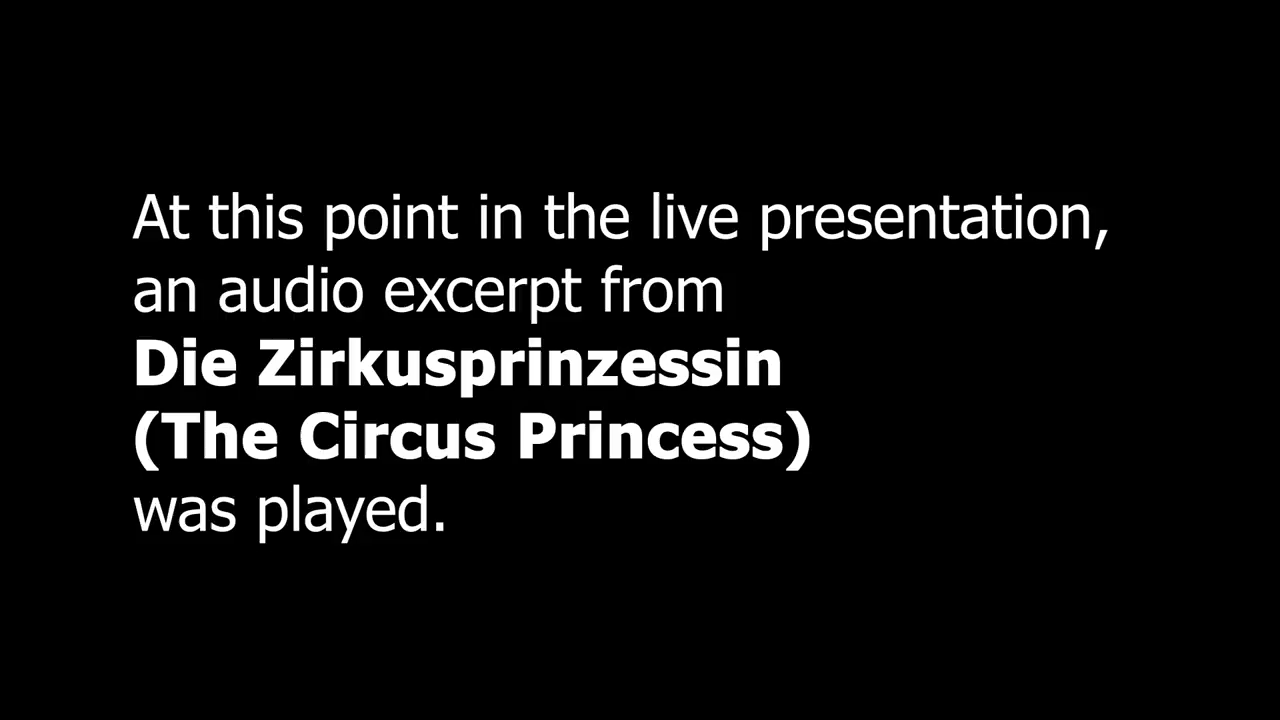 At this point in the live presentation,
an audio excerpt from
Die Zirkusprinzessin
(The Circus Princess)
was played.